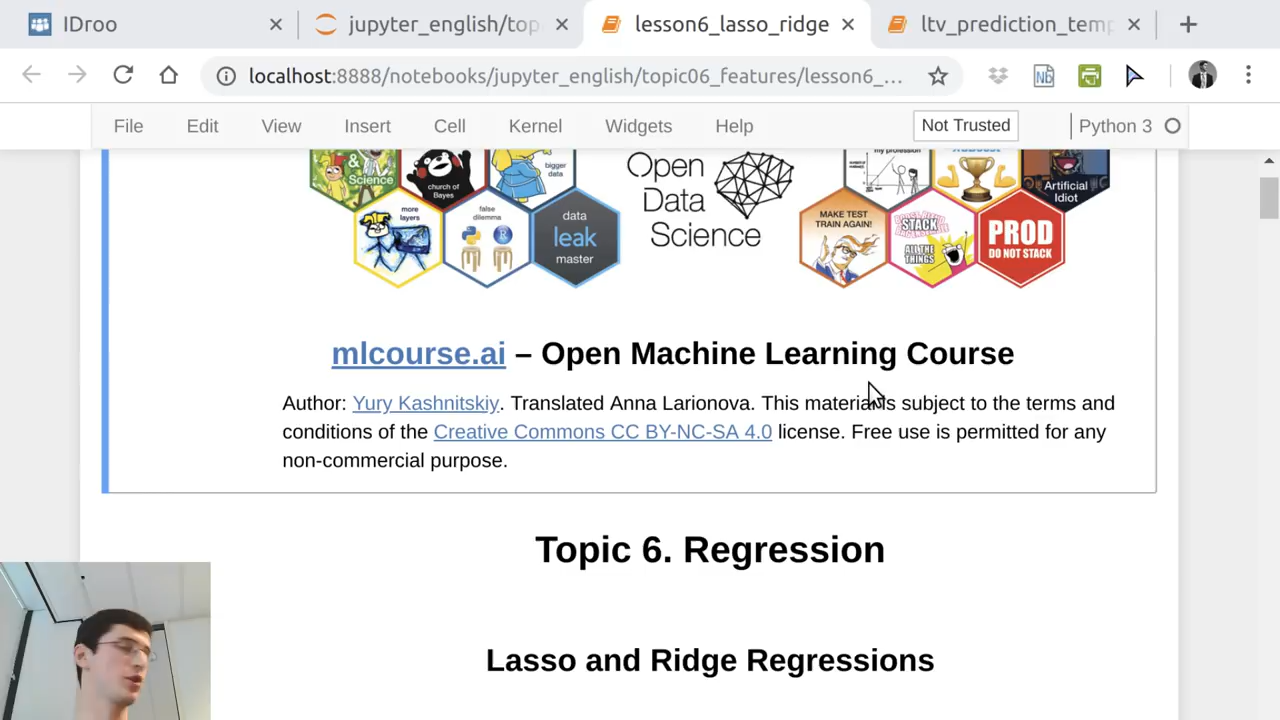 IDroo
jupyter_english/top
lesson6_lasso_ridge
ltv_prediction_temp
localhost:8888/notebooks/jupyter_english/topic06_features/lesson6_...
File Edit View Insert Cell Kernel Widgets Help Not Trusted Python 3
& Science
church of Bayes
bigger data
more layers
false dilemma
data leak master
Open Data Science
my profession
Artificial Idiot
MAKE TEST TRAIN AGAIN!
STACK ALL THE THINGS
PROD DO NOT STACK
mlcourse.ai – Open Machine Learning Course
Author: Yury Kashnitskiy. Translated Anna Larionova. This material is subject to the terms and
conditions of the Creative Commons CC BY-NC-SA 4.0 license. Free use is permitted for any
non-commercial purpose.
Topic 6. Regression
Lasso and Ridge Regressions